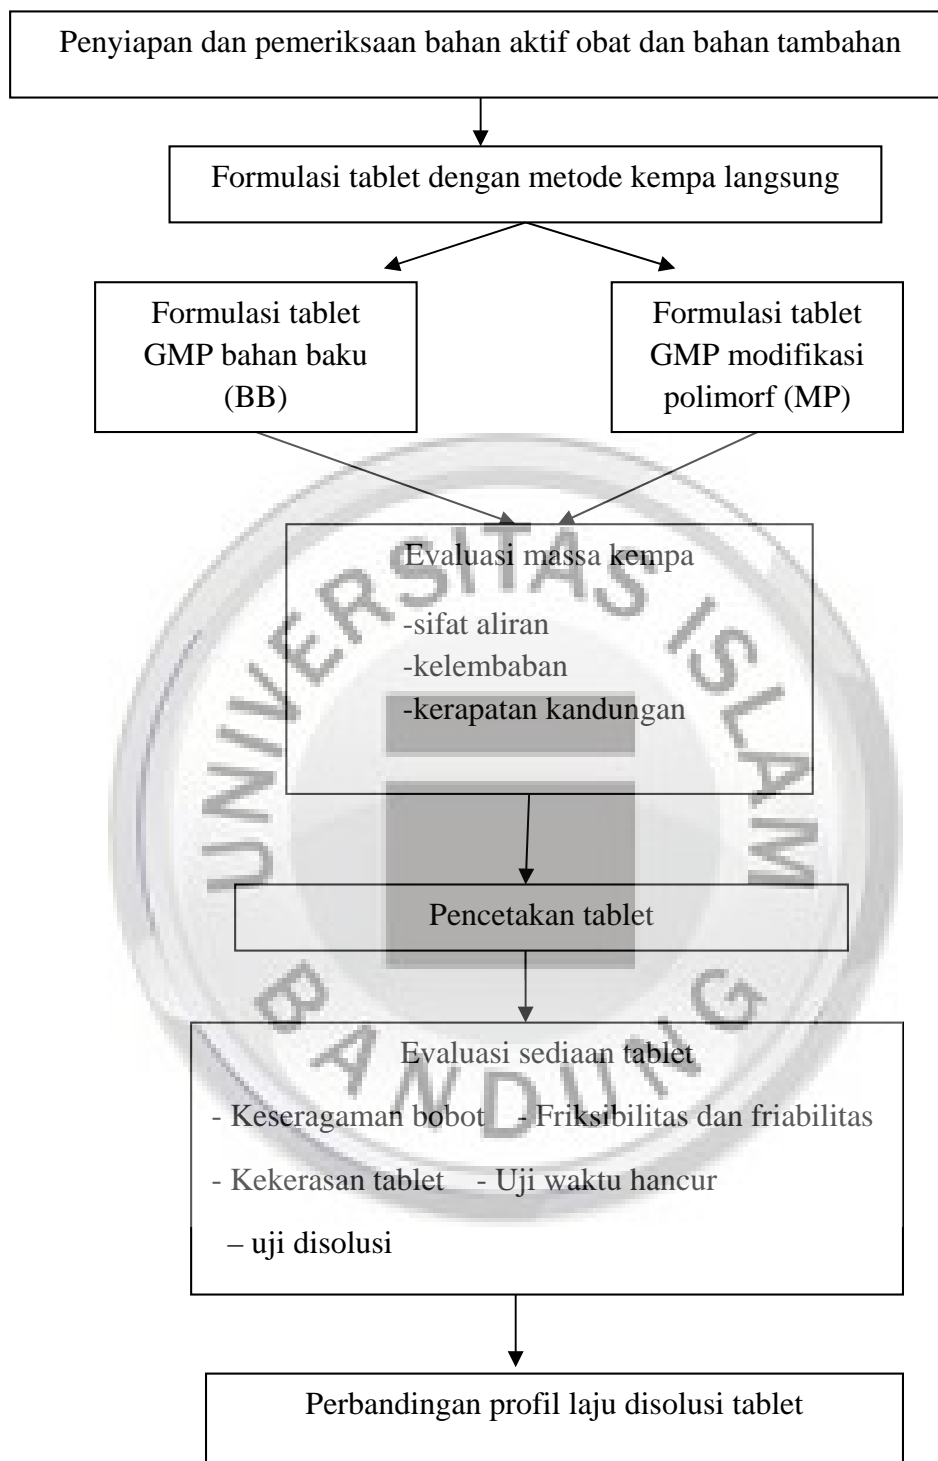 Penyiapan dan pemeriksaan bahan aktif obat dan bahan tambahan
Formulasi tablet dengan metode kempa langsung
Formulasi tablet
GMP bahan baku
(BB)
Formulasi tablet
GMP modifikasi
polimorf (MP)
Evaluasi massa kempa
-sifat aliran
-kelembaban
-kerapatan kandungan
Pencetakan tablet
Evaluasi sediaan tablet
- Keseragaman bobot - Friksibilitas dan friabilitas
- Kekerasan tablet - Uji waktu hancur
– uji disolusi
Perbandingan profil laju disolusi tablet
UNIVERSITAS ISLAM
BANDUNG